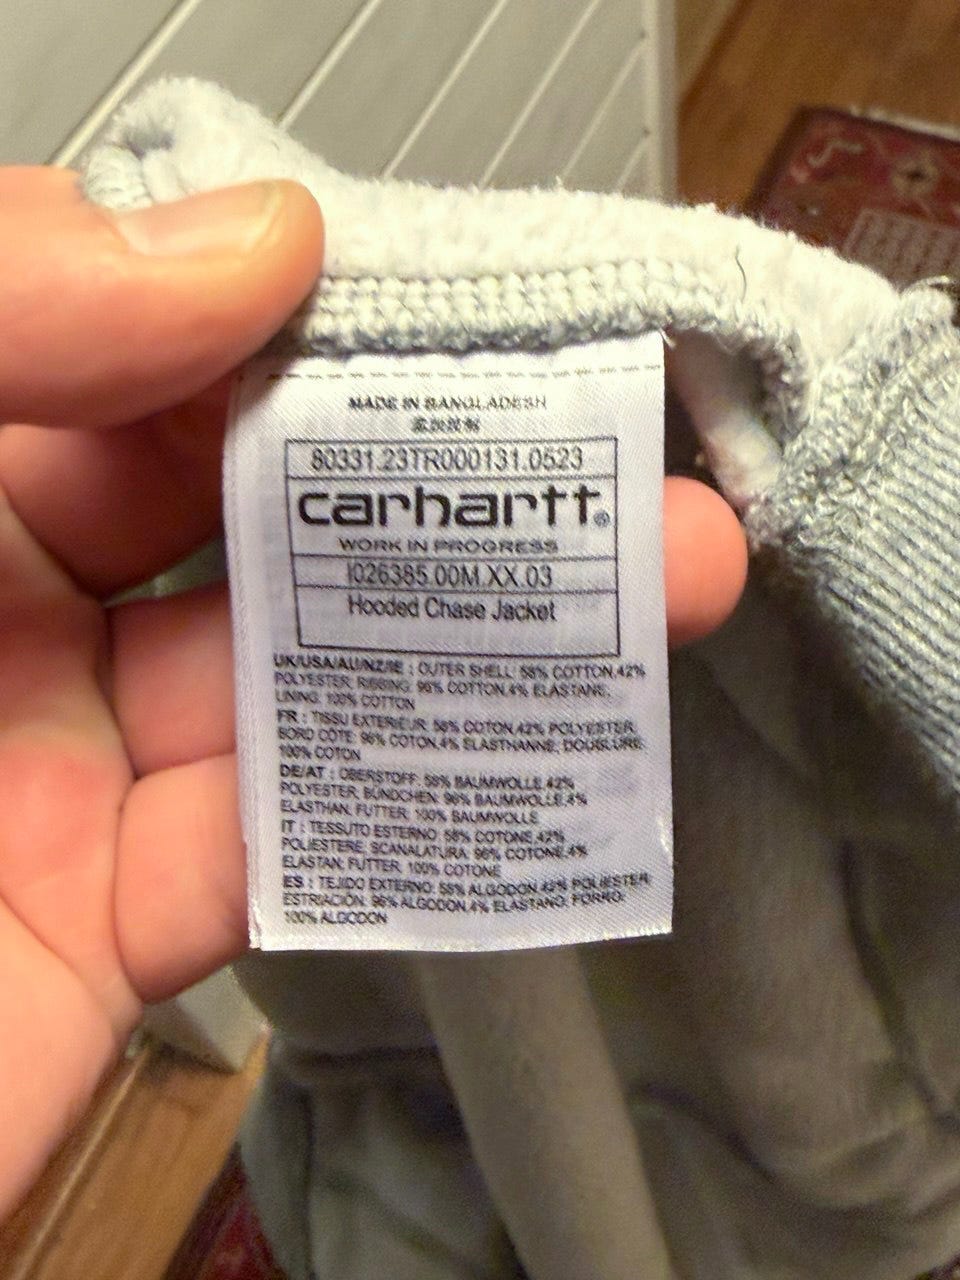 MADE IN BANGLADESH
80331.23TR000131.0523
carhartt®
WORK IN PROGRESS
I026385.00M.XX.03
Hooded Chase Jacket
UK/USA/AU/NZ/IE : OUTER SHELL: 58% COTTON,42%
POLYESTER, RIBBING: 96% COTTON,4% ELASTANE,
LINING: 100% COTTON
FR : TISSU EXTERIEUR: 58% COTON,42% POLYESTER,
BORD CÔTE: 96% COTON,4% ELASTHANNE, DOUBLURE:
100% COTON
DE/AT : OBERSTOFF: 58% BAUMWOLLE,42%
POLYESTER, BÜNDCHEN: 96% BAUMWOLLE,4%
ELASTHAN, FUTTER: 100% BAUMWOLLE
IT : TESSUTO ESTERNO: 58% COTONE,42%
POLIESTERE, SCANALATURA: 96% COTONE,4%
ELASTAN, FUTTER: 100% COTONE
ES : TEJIDO EXTERNO: 58% ALGODON,42% POLIESTER,
ESTRIACIÓN: 96% ALGODON,4% ELASTANO, FORRO:
100% ALGODON